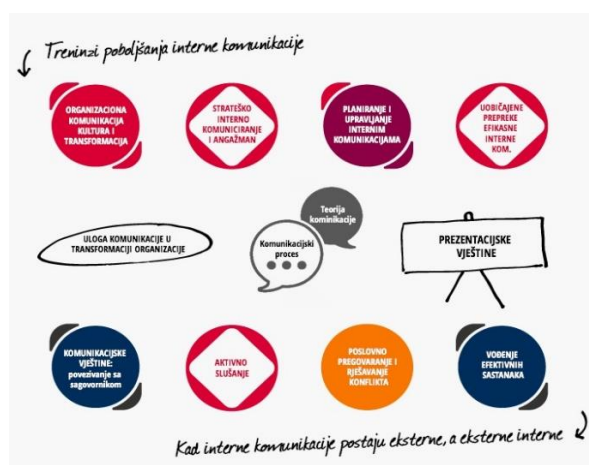 Treninzi poboljšanja interne komunikacije
ORGANIZACIONA
KOMUNIKACIJA
KULTURA I
TRANSFORMACIJA
STRATEŠKO
INTERNO
KOMUNICIRANJE
I ANGAŽMAN
PLANIRANJE I
UPRAVLJANJE
INTERNIM
KOMUNIKACIJAMA
UOBIČAJENE
PREPREKE
EFIKASNE
INTERNE
KOM.
ULOGA KOMUNIKACIJE U
TRANSFORMACIJI ORGANIZACIJE
Teorija
kominikacije
Komunikacijski
proces
PREZENTACIJSKE
VJEŠTINE
KOMUNIKACIJSKE
VJEŠTINE:
povezivanje sa
sagovornikom
AKTIVNO
SLUŠANJE
POSLOVNO
PREGOVARANJE I
RJEŠAVANJE
KONFLIKTA
VOĐENJE
EFEKTIVNIH
SASTANAKA
Kad interne komunikacije postaju eksterne, a eksterne interne